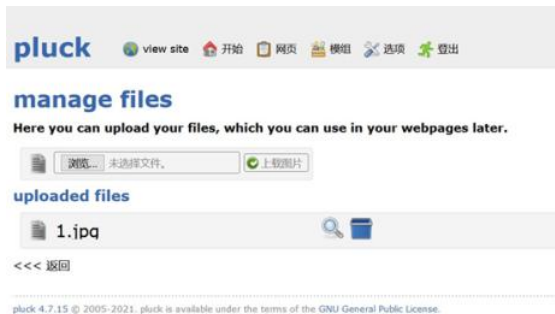 pluck view site 开始 网页 模组 选项 登出
manage files
Here you can upload your files, which you can use in your webpages later.
浏览... 未选择文件。 上载图片
uploaded files
1.jpg
<<< 返回
pluck 4.7.15 © 2005-2021. pluck is available under the terms of the GNU General Public License.